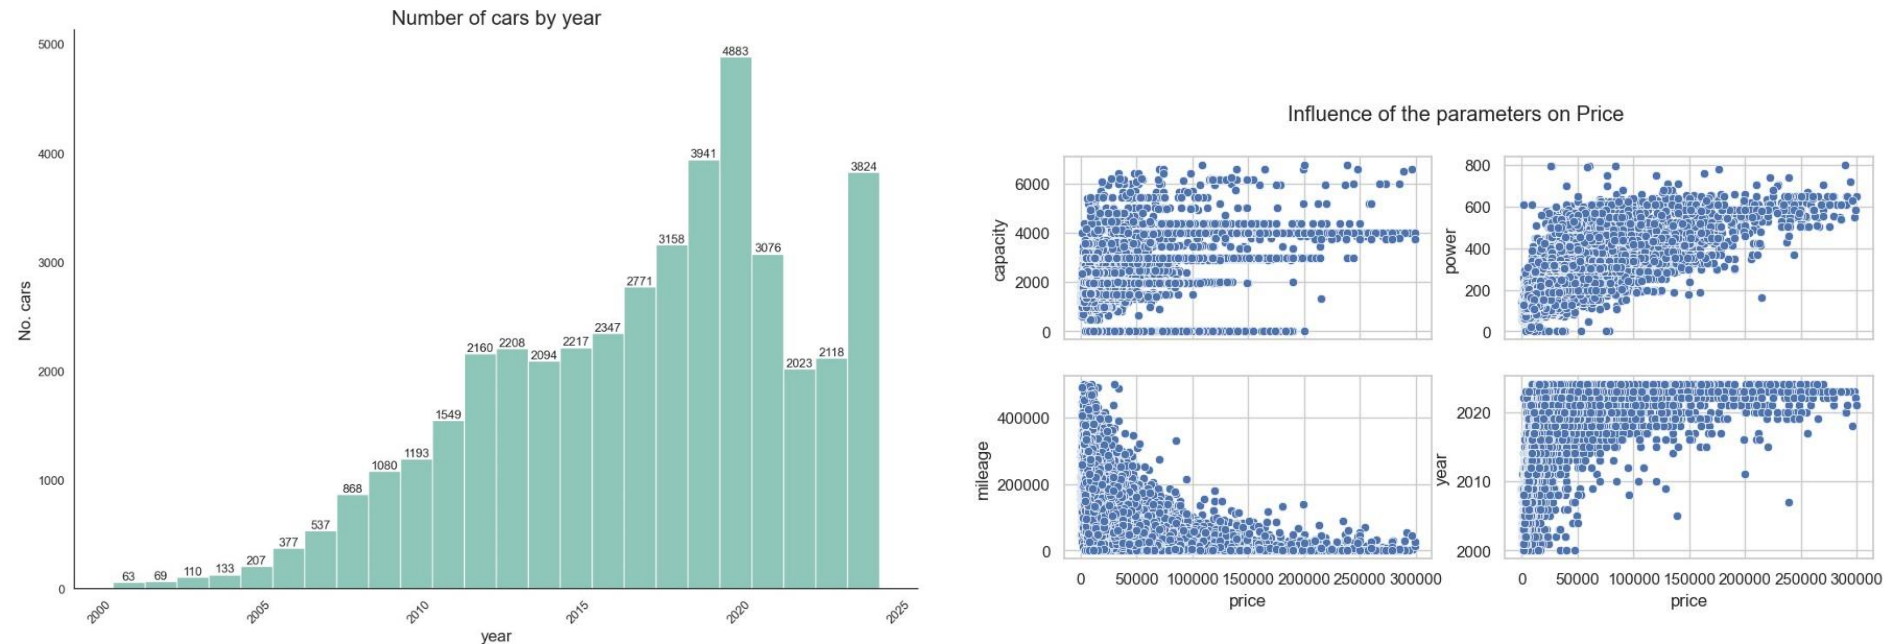 Number of cars by year
5000
4000
3000
2000
1000
0
No. cars
63 69 110 133 207 377 537 868 1080 1193 1549 2160 2208 2094 2217 2347 2771 3158 3941 4883 3076 2023 2118 3824
2000 2005 2010 2015 2020 2025
year
Influence of the parameters on Price
6000
4000
2000
0
capacity
800
600
400
200
0
power
400000
200000
0
mileage
0 50000 100000 150000 200000 250000 300000
price
2020
2010
2000
year
0 50000 100000 150000 200000 250000 300000
price